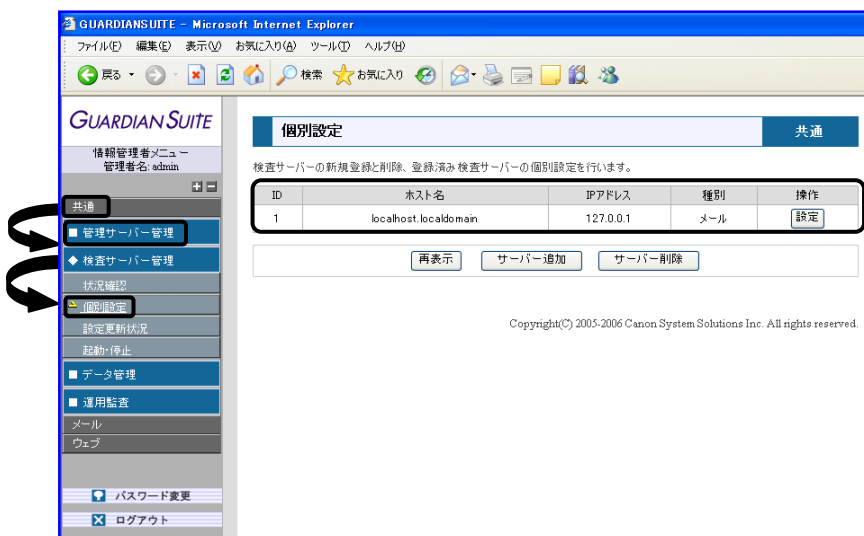 GUARDIANSUITE - Microsoft Internet Explorer
ファイル(F) 編集(E) 表示(V) お気に入り(A) ツール(T) ヘルプ(H)
戻る 検索 お気に入り
GUARDIANSUITE
情報管理者メニュー
管理者名: admin
共通
■ 管理サーバー管理
◆ 検査サーバー管理
状況確認
個別設定
設定更新状況
起動・停止
■ データ管理
■ 運用監査
メール
ウェブ
パスワード変更
ログアウト
個別設定 共通
検査サーバーの新規登録と削除、登録済み検査サーバーの個別設定を行います。
ID ホスト名 IPアドレス 種別 操作
1 localhost.localdomain 127.0.0.1 メール 設定
再表示 サーバー追加 サーバー削除
Copyright(C) 2005-2006 Canon System Solutions Inc. All rights reserved.